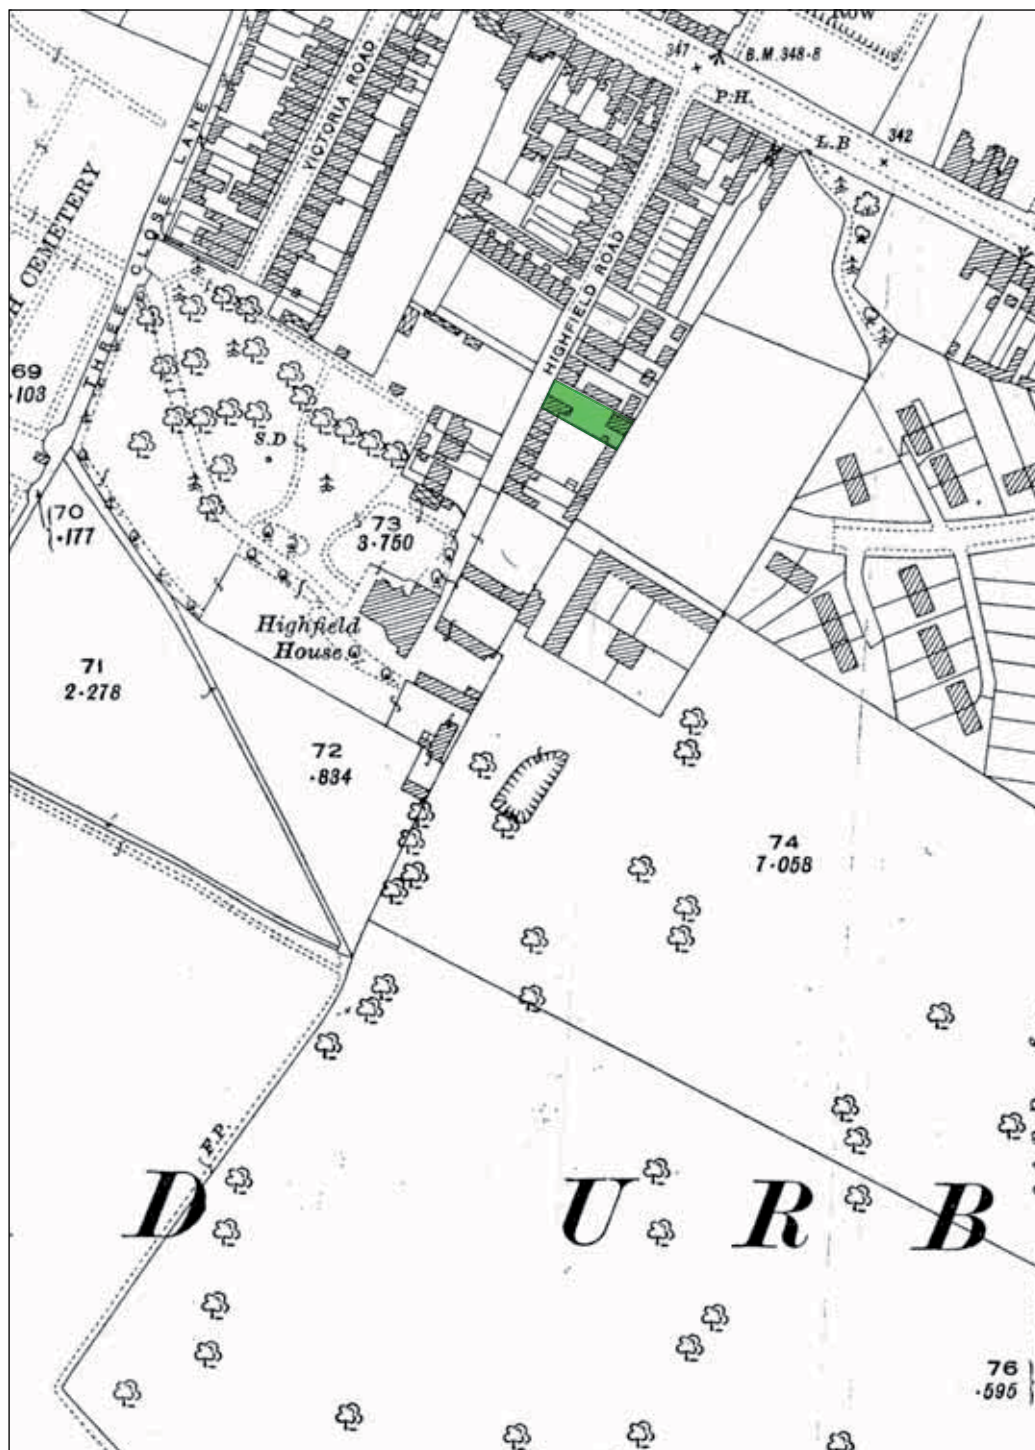 347
B.M. 348·8
P.H.
L.B
342
VICTORIA ROAD
THREE CLOSE LANE
H CEMETERY
HIGHFIELD ROAD
69
·103
S.D
70
·177
73
3·750
Highfield
House
71
2·278
72
·834
74
7·058
F.P.
D URB
76
·595